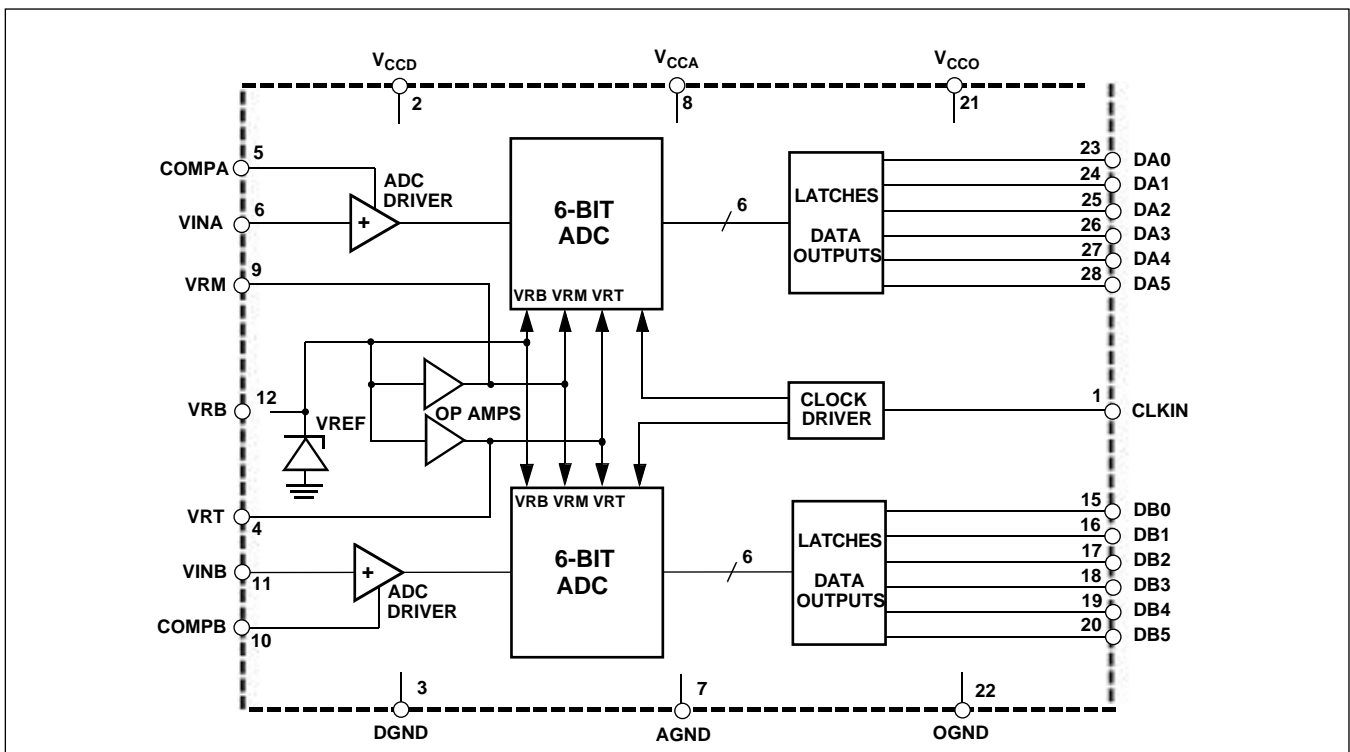 VCCD
VCCA
VCCO
2
8
21
COMPA
5
ADC
DRIVER
VINA
6
+
6-BIT
ADC
6
LATCHES
DATA
OUTPUTS
23
DA0
24
DA1
25
DA2
26
DA3
27
DA4
28
DA5
VRM
9
VRB VRM VRT
VRB
12
VREF
OP AMPS
CLOCK
DRIVER
1
CLKIN
VRT
4
VRB VRM VRT
VINB
11
+
ADC
DRIVER
COMPB
10
6-BIT
ADC
6
LATCHES
DATA
OUTPUTS
15
DB0
16
DB1
17
DB2
18
DB3
19
DB4
20
DB5
3
7
22
DGND
AGND
OGND